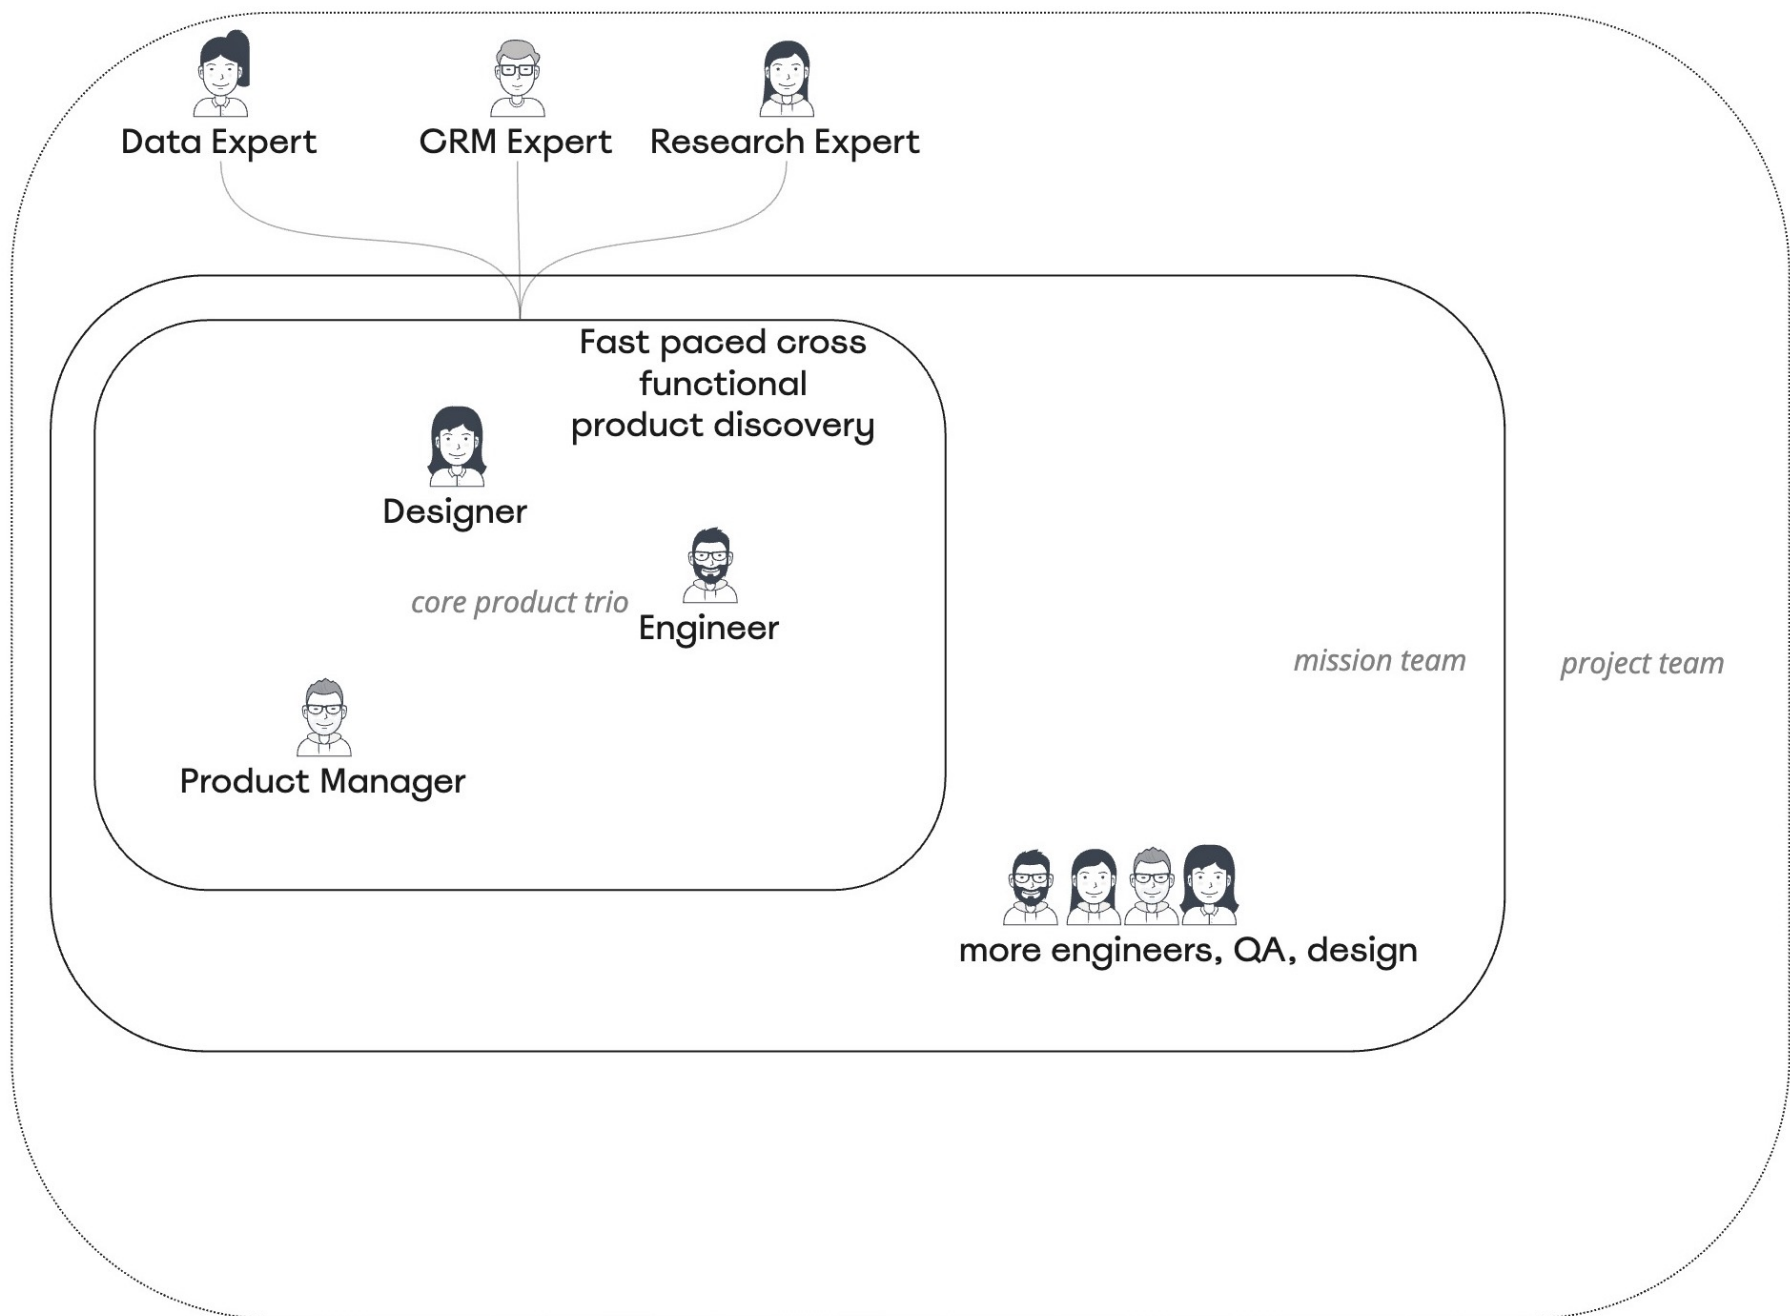 Data Expert
CRM Expert
Research Expert
Fast paced cross
functional
product discovery
Designer
core product trio
Engineer
mission team
project team
Product Manager
more engineers, QA, design